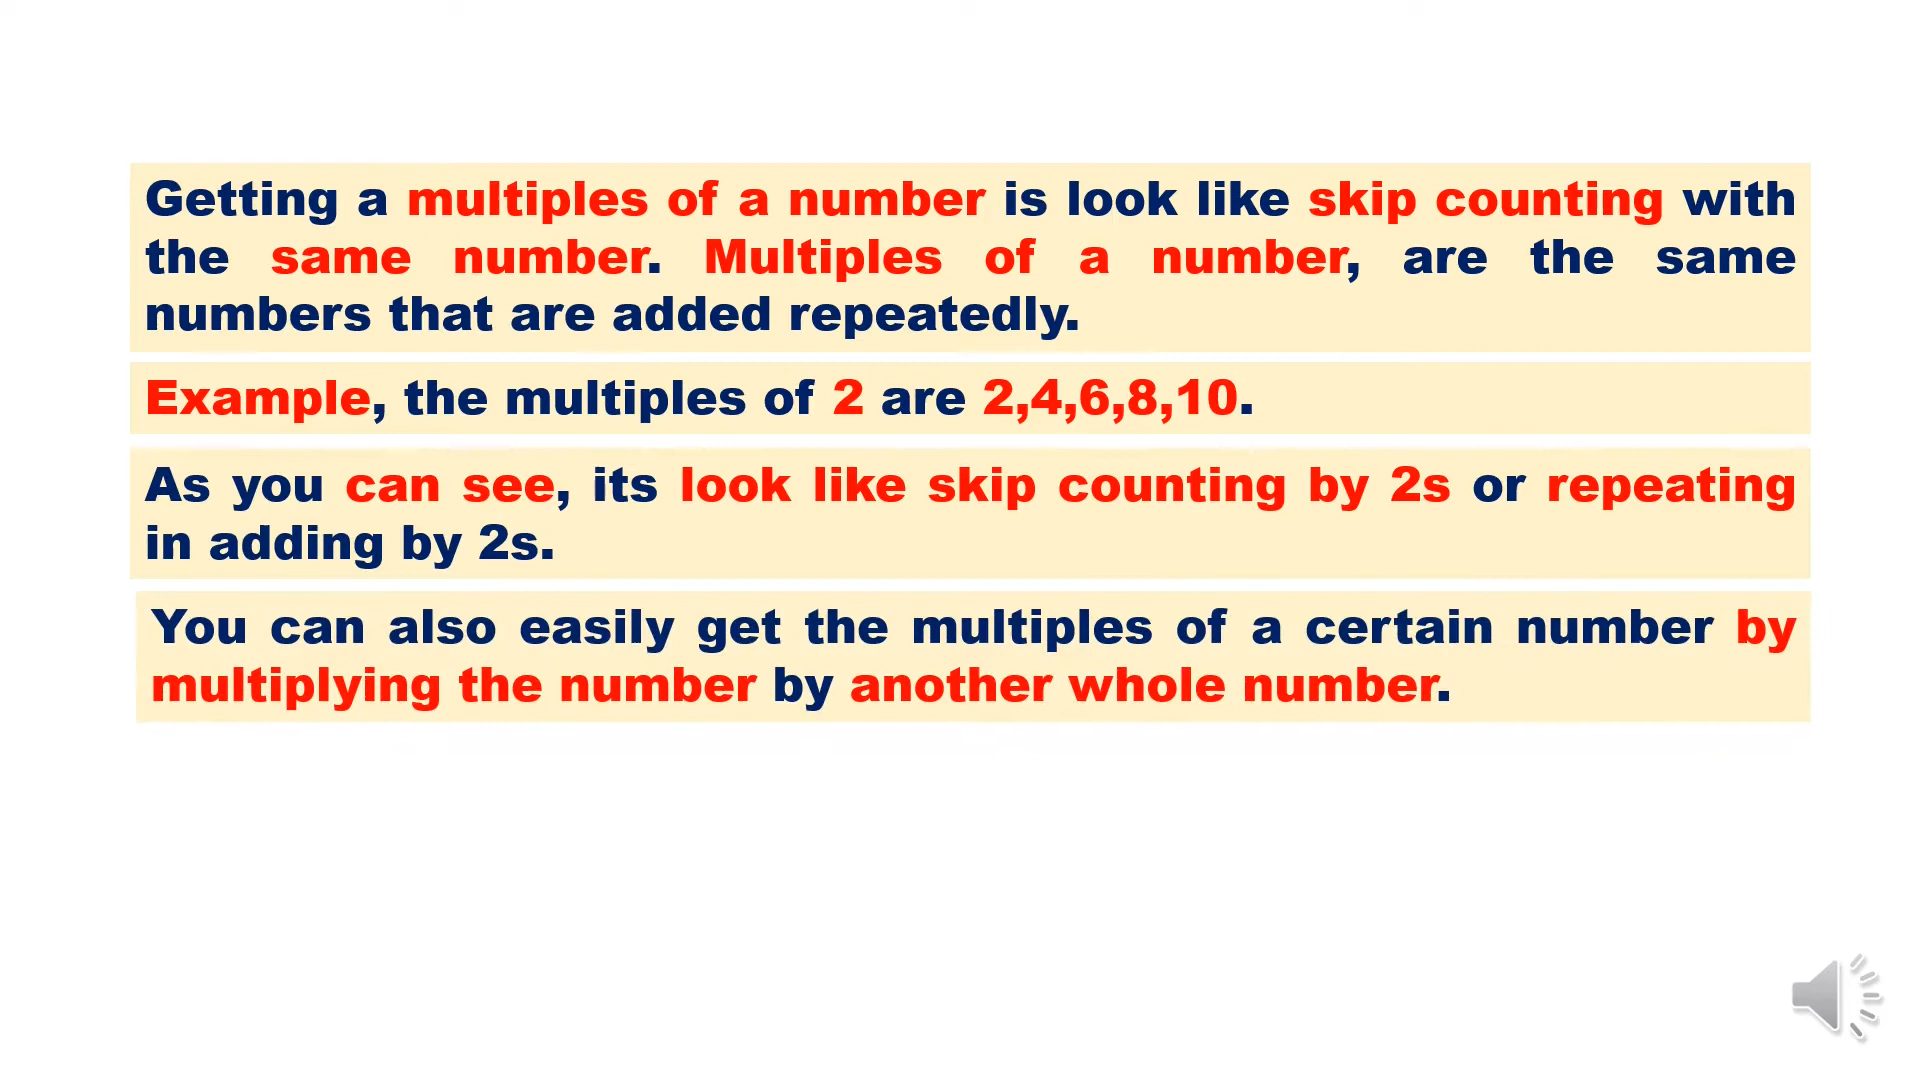 Getting a multiples of a number is look like skip counting with
the same number. Multiples of a number, are the same
numbers that are added repeatedly.
Example, the multiples of 2 are 2,4,6,8,10.
As you can see, its look like skip counting by 2s or repeating
in adding by 2s.
You can also easily get the multiples of a certain number by
multiplying the number by another whole number.